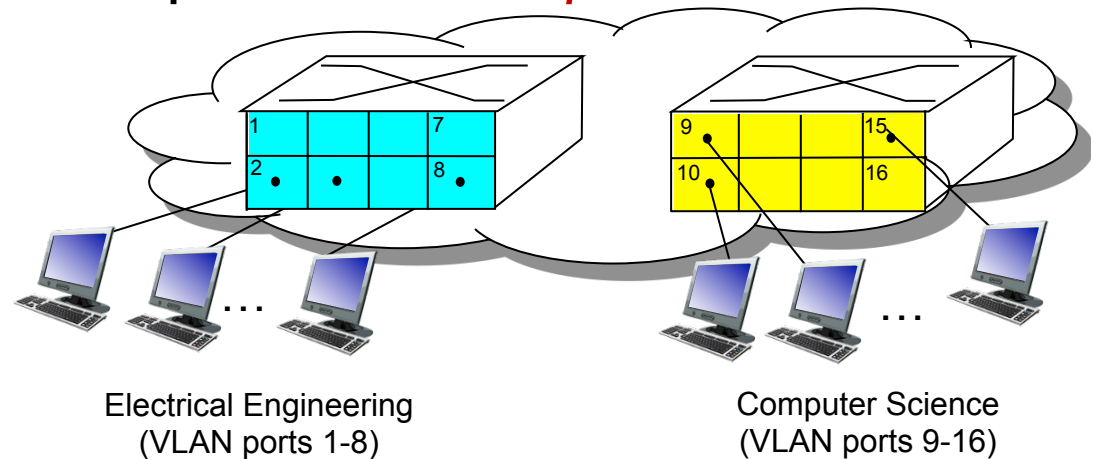 1 7
2 8
9 15
10 16
...
...
Electrical Engineering
(VLAN ports 1-8)
Computer Science
(VLAN ports 9-16)